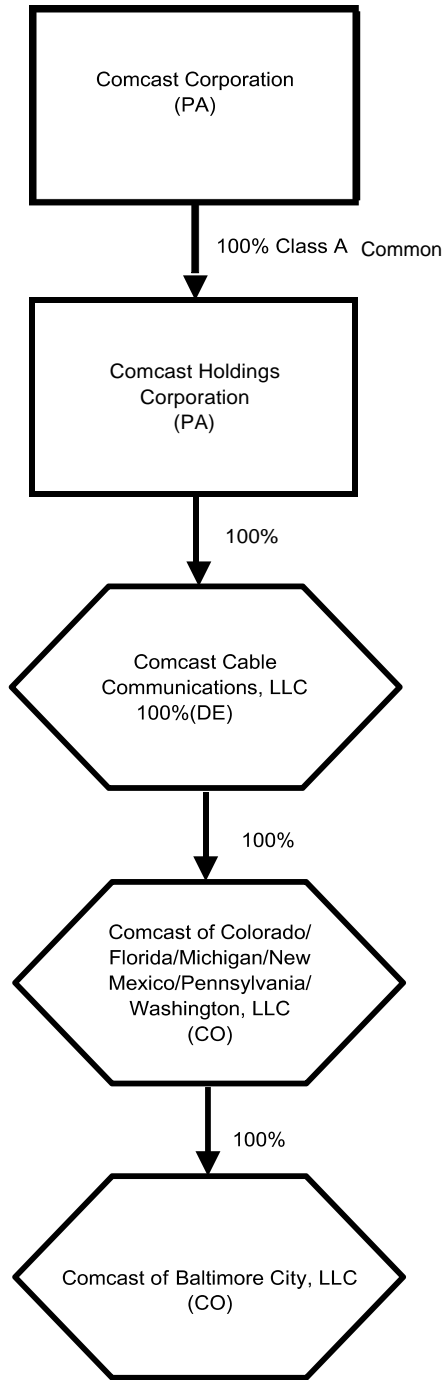 Comcast Corporation
(PA)
100% Class A Common
Comcast Holdings
Corporation
(PA)
100%
Comcast Cable
Communications, LLC
100%(DE)
100%
Comcast of Colorado/
Florida/Michigan/New
Mexico/Pennsylvania/
Washington, LLC
(CO)
100%
Comcast of Baltimore City, LLC
(CO)